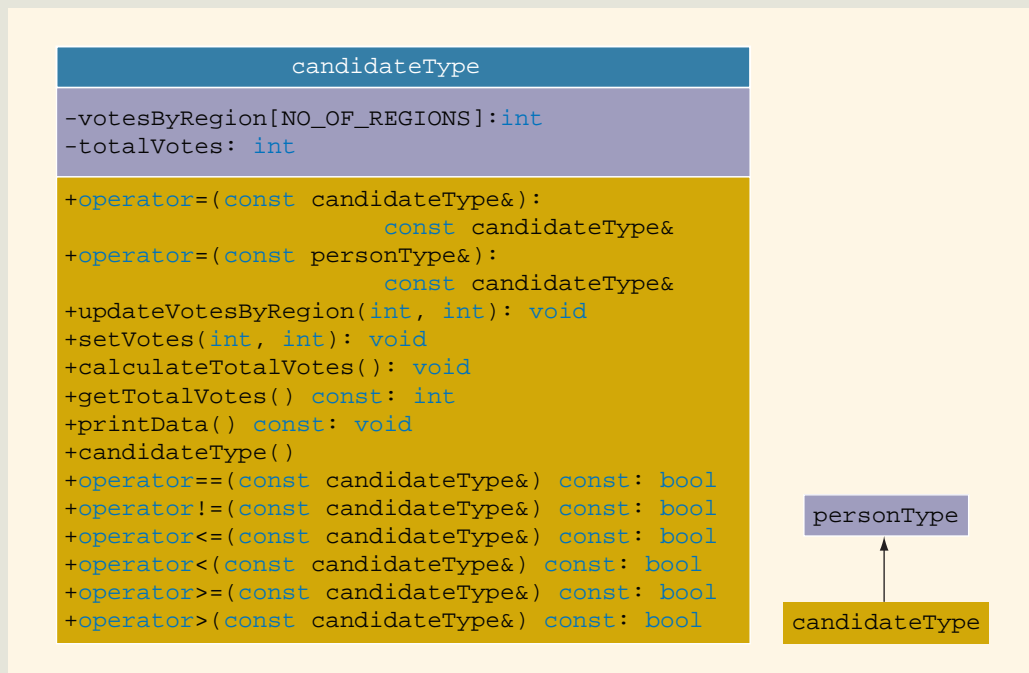 candidateType
-votesByRegion[NO_OF_REGIONS]:int
-totalVotes: int
+operator=(const candidateType&):
const candidateType&
+operator=(const personType&):
const candidateType&
+updateVotesByRegion(int, int): void
+setVotes(int, int): void
+calculateTotalVotes(): void
+getTotalVotes() const: int
+printData() const: void
+candidateType()
+operator==(const candidateType&) const: bool
+operator!=(const candidateType&) const: bool
+operator<=(const candidateType&) const: bool
+operator<(const candidateType&) const: bool
+operator>=(const candidateType&) const: bool
+operator>(const candidateType&) const: bool
personType
candidateType